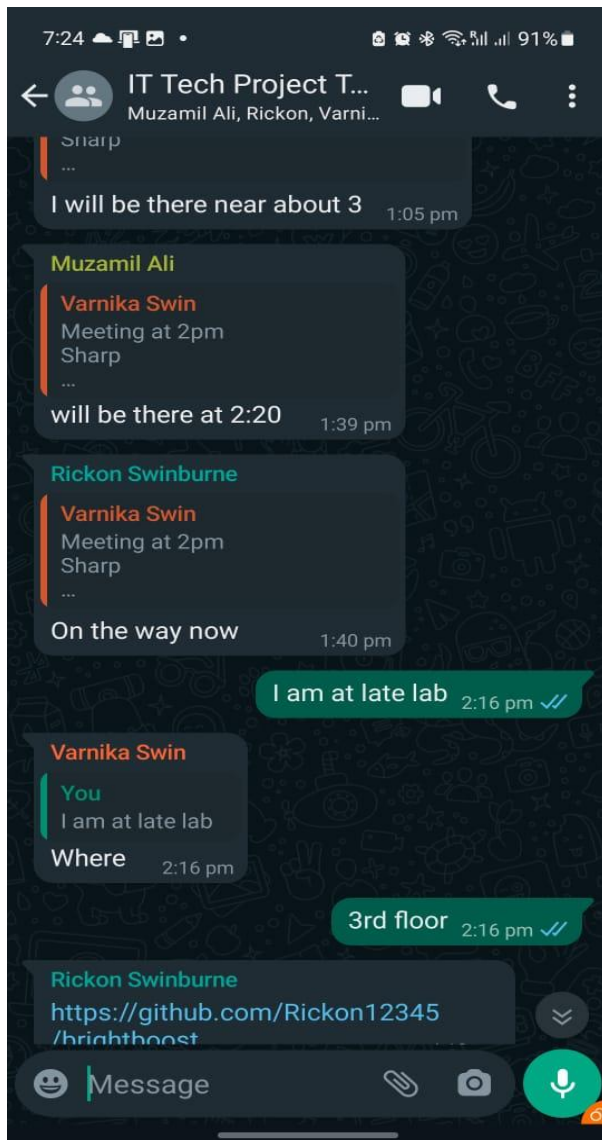 7:24
91%
IT Tech Project T...
Muzamil Ali, Rickon, Varni...
Sharp
...
I will be there near about 3 1:05 pm
Muzamil Ali
Varnika Swin
Meeting at 2pm
Sharp
...
will be there at 2:20 1:39 pm
Rickon Swinburne
Varnika Swin
Meeting at 2pm
Sharp
...
On the way now 1:40 pm
I am at late lab 2:16 pm
Varnika Swin
You
I am at late lab
Where 2:16 pm
3rd floor 2:16 pm
Rickon Swinburne
https://github.com/Rickon12345
/brightboost
Message